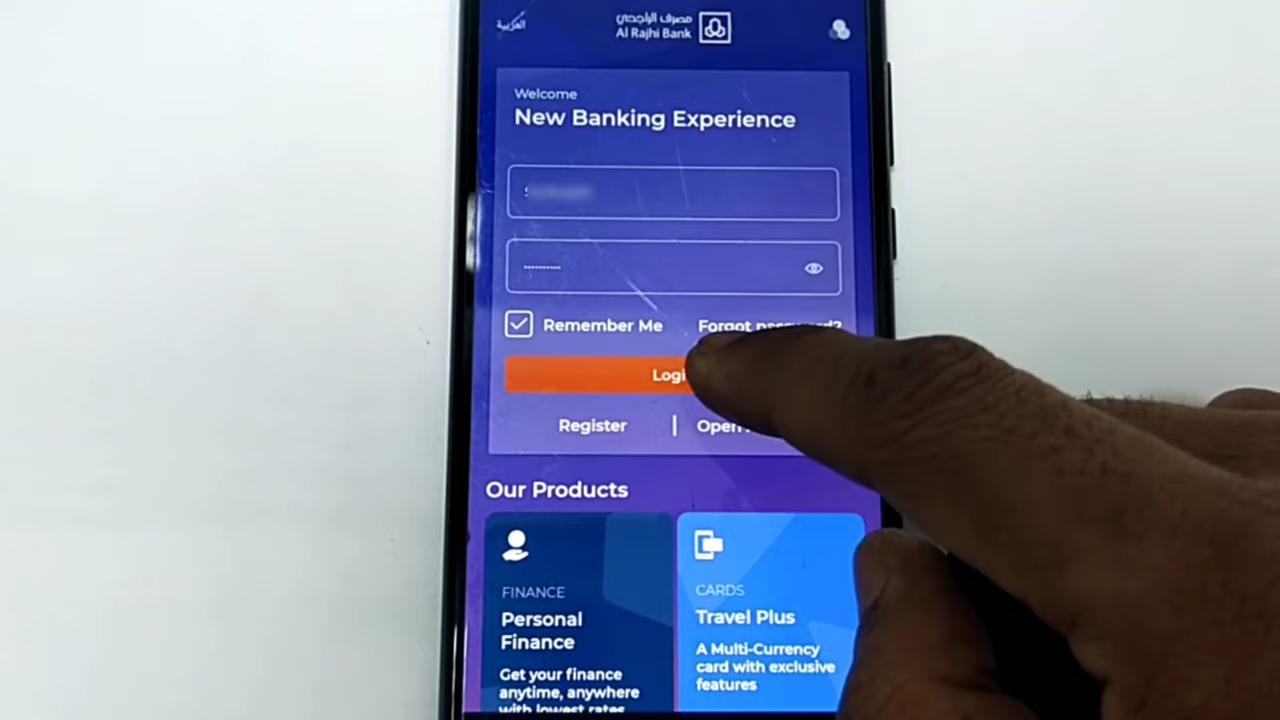 العربية
مصرف الراجحي
Al Rajhi Bank
Welcome
New Banking Experience
Remember Me
Forgot password?
Login
Register | Open
Our Products
FINANCE
Personal
Finance
Get your finance
anytime, anywhere
with lowest rates
CARDS
Travel Plus
A Multi-Currency
card with exclusive
features